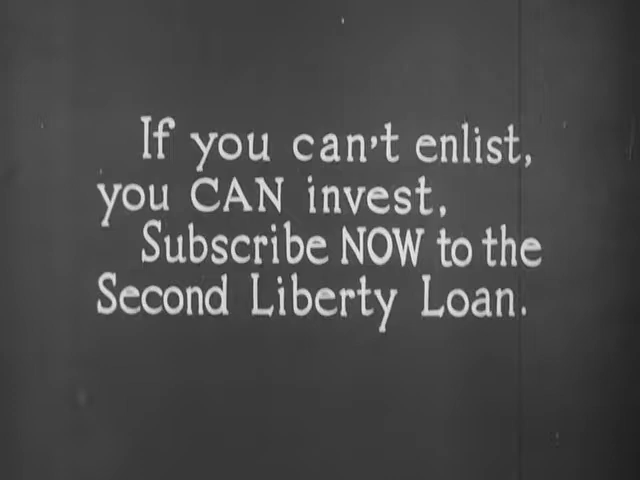 If you can't enlist,
you CAN invest.
Subscribe NOW to the
Second Liberty Loan.